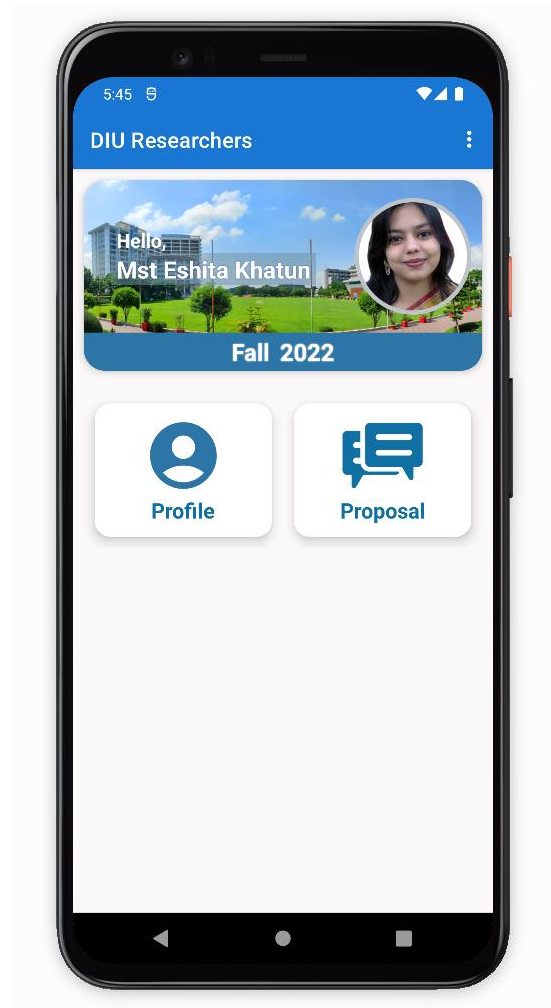 5:45
DIU Researchers
Hello,
Mst Eshita Khatun
Fall 2022
Profile
Proposal